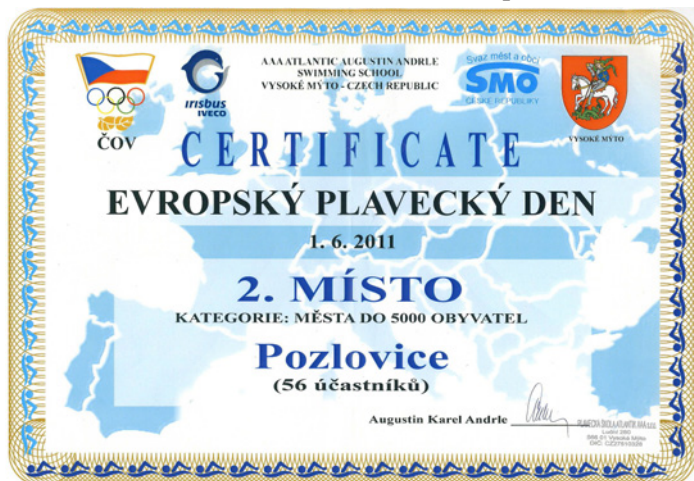 AAA ATLANTIC AUGUSTIN ANDRLE
SWIMMING SCHOOL
VYSOKÉ MÝTO - CZECH REPUBLIC
ČOV
irisbus
IVECO
Svaz měst a obcí
SMO
ČESKÉ REPUBLIKY
VYSOKÉ MÝTO
CERTIFICATE
EVROPSKÝ PLAVECKÝ DEN
1. 6. 2011
2. MÍSTO
KATEGORIE: MĚSTA DO 5000 OBYVATEL
Pozlovice
(56 účastníků)
Augustin Karel Andrle